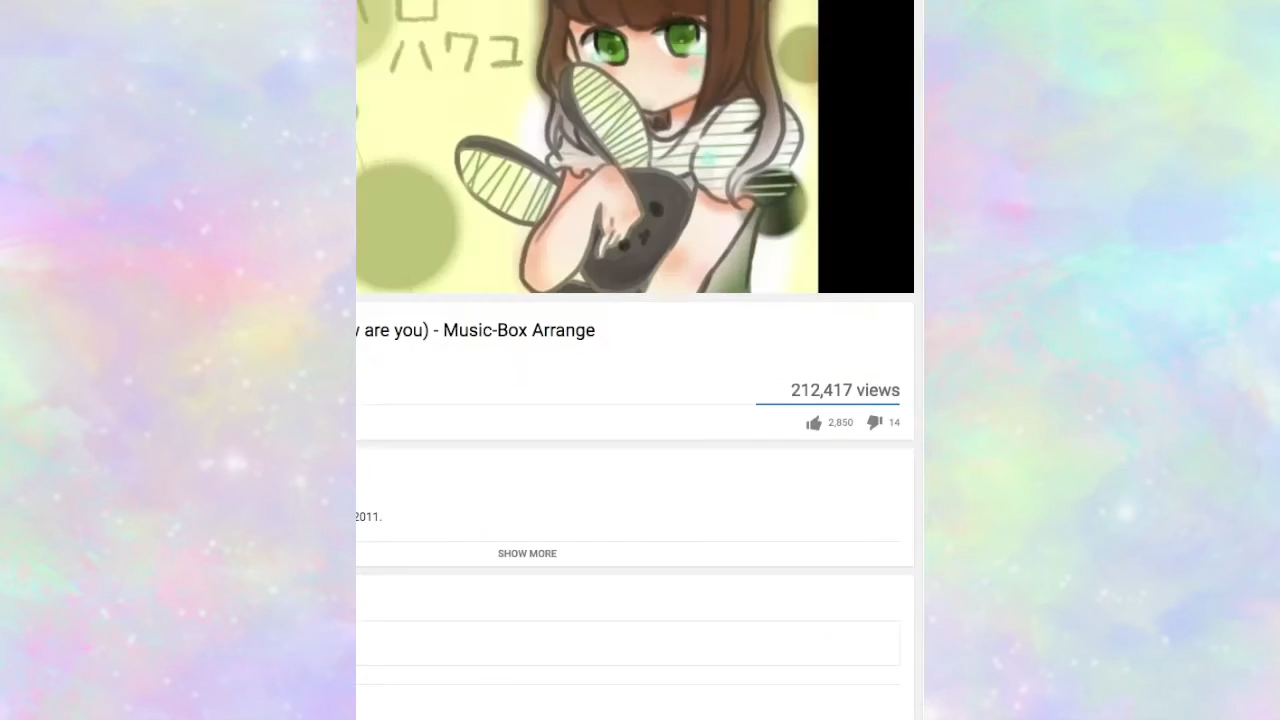 ハワユ
w are you) - Music-Box Arrange
212,417 views
2,850 14
2011.
SHOW MORE